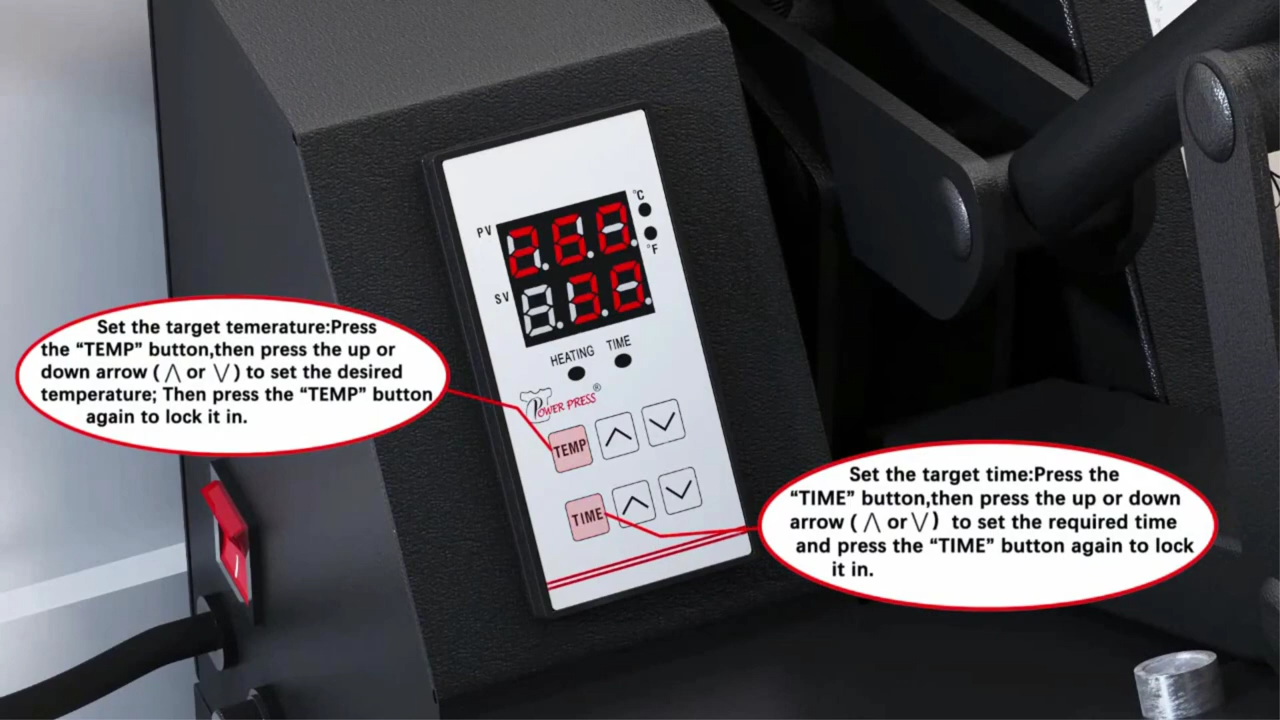 °C
PV
260
°F
SV
30
HEATING TIME
POWER PRESS®
TEMP ∧ ∨
TIME ∧ ∨
Set the target temerature:Press
the “TEMP” button,then press the up or
down arrow ( ∧ or ∨ ) to set the desired
temperature; Then press the “TEMP” button
again to lock it in.
Set the target time:Press the
“TIME” button,then press the up or down
arrow ( ∧ or ∨ ) to set the required time
and press the “TIME” button again to lock
it in.